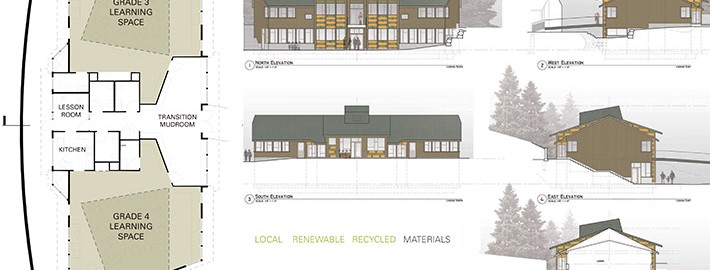 GRADE 3
LEARNING
SPACE
LESSON
ROOM
TRANSITION
MUDROOM
KITCHEN
GRADE 4
LEARNING
SPACE
1 NORTH ELEVATION
2 WEST ELEVATION
3 SOUTH ELEVATION
4 EAST ELEVATION
LOCAL RENEWABLE RECYCLED MATERIALS